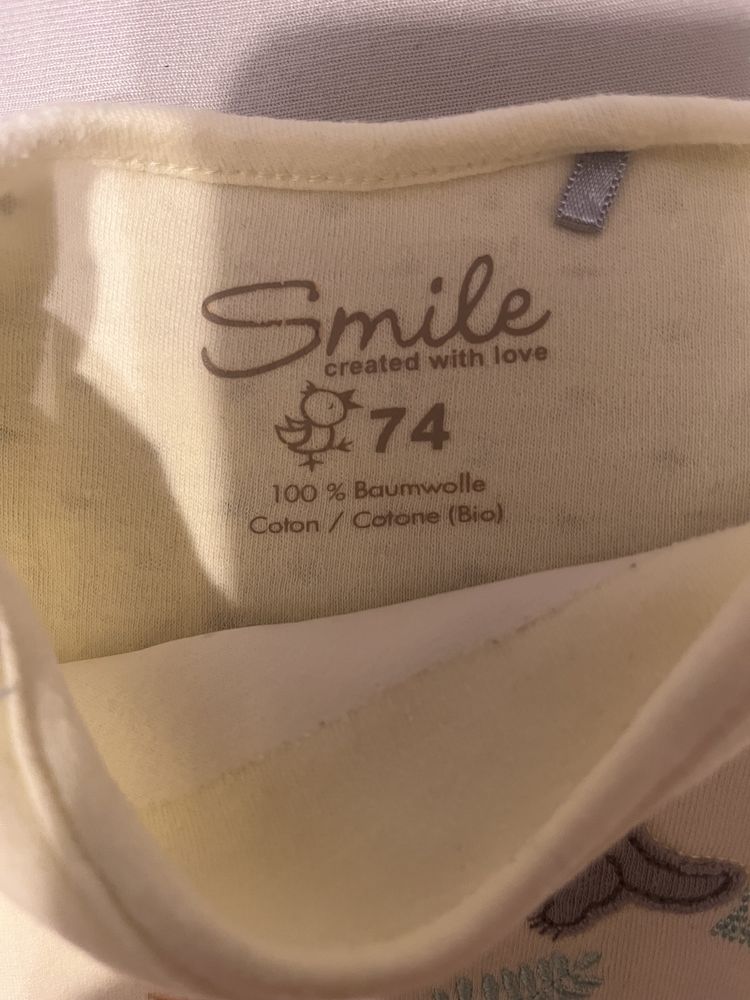 Smile
created with love
74
100 % Baumwolle
Coton / Cotone (Bio)